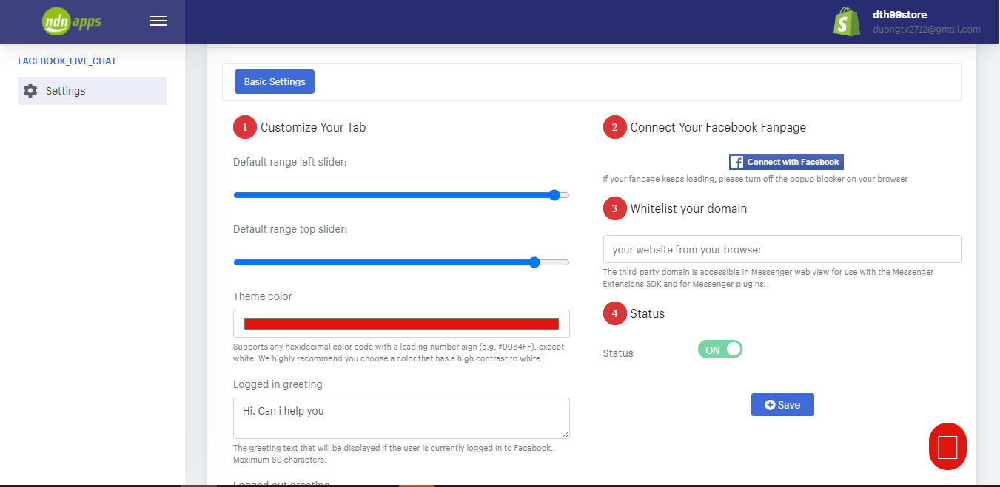 ndn apps
dth99store
duongtv2712@gmail.com
FACEBOOK_LIVE_CHAT
Settings
Basic Settings
1 Customize Your Tab
Default range left slider:
Default range top slider:
Theme color
Supports any hexidecimal color code with a leading number sign (e.g. #0084FF), except
white. We highly recommend you choose a color that has a high contrast to white.
Logged in greeting
Hi, Can i help you
The greeting text that will be displayed if the user is currently logged in to Facebook.
Maximum 80 characters.
Logged out greeting
2 Connect Your Facebook Fanpage
Connect with Facebook
If your fanpage keeps loading, please turn off the popup blocker on your browser
3 Whitelist your domain
your website from your browser
The third-party domain is accessible in Messenger web view for use with the Messenger
Extensions SDK and for Messenger plugins.
4 Status
Status
ON
Save